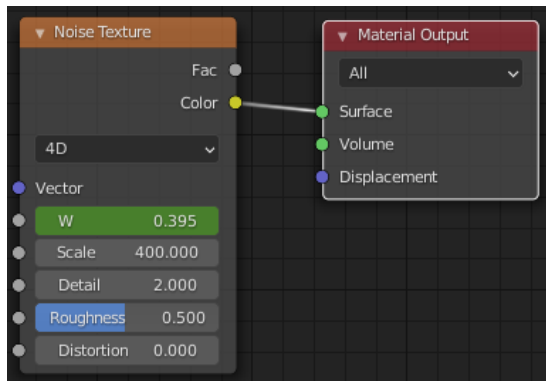 Noise Texture
Fac
Color
4D
Vector
W 0.395
Scale 400.000
Detail 2.000
Roughness 0.500
Distortion 0.000
Material Output
All
Surface
Volume
Displacement